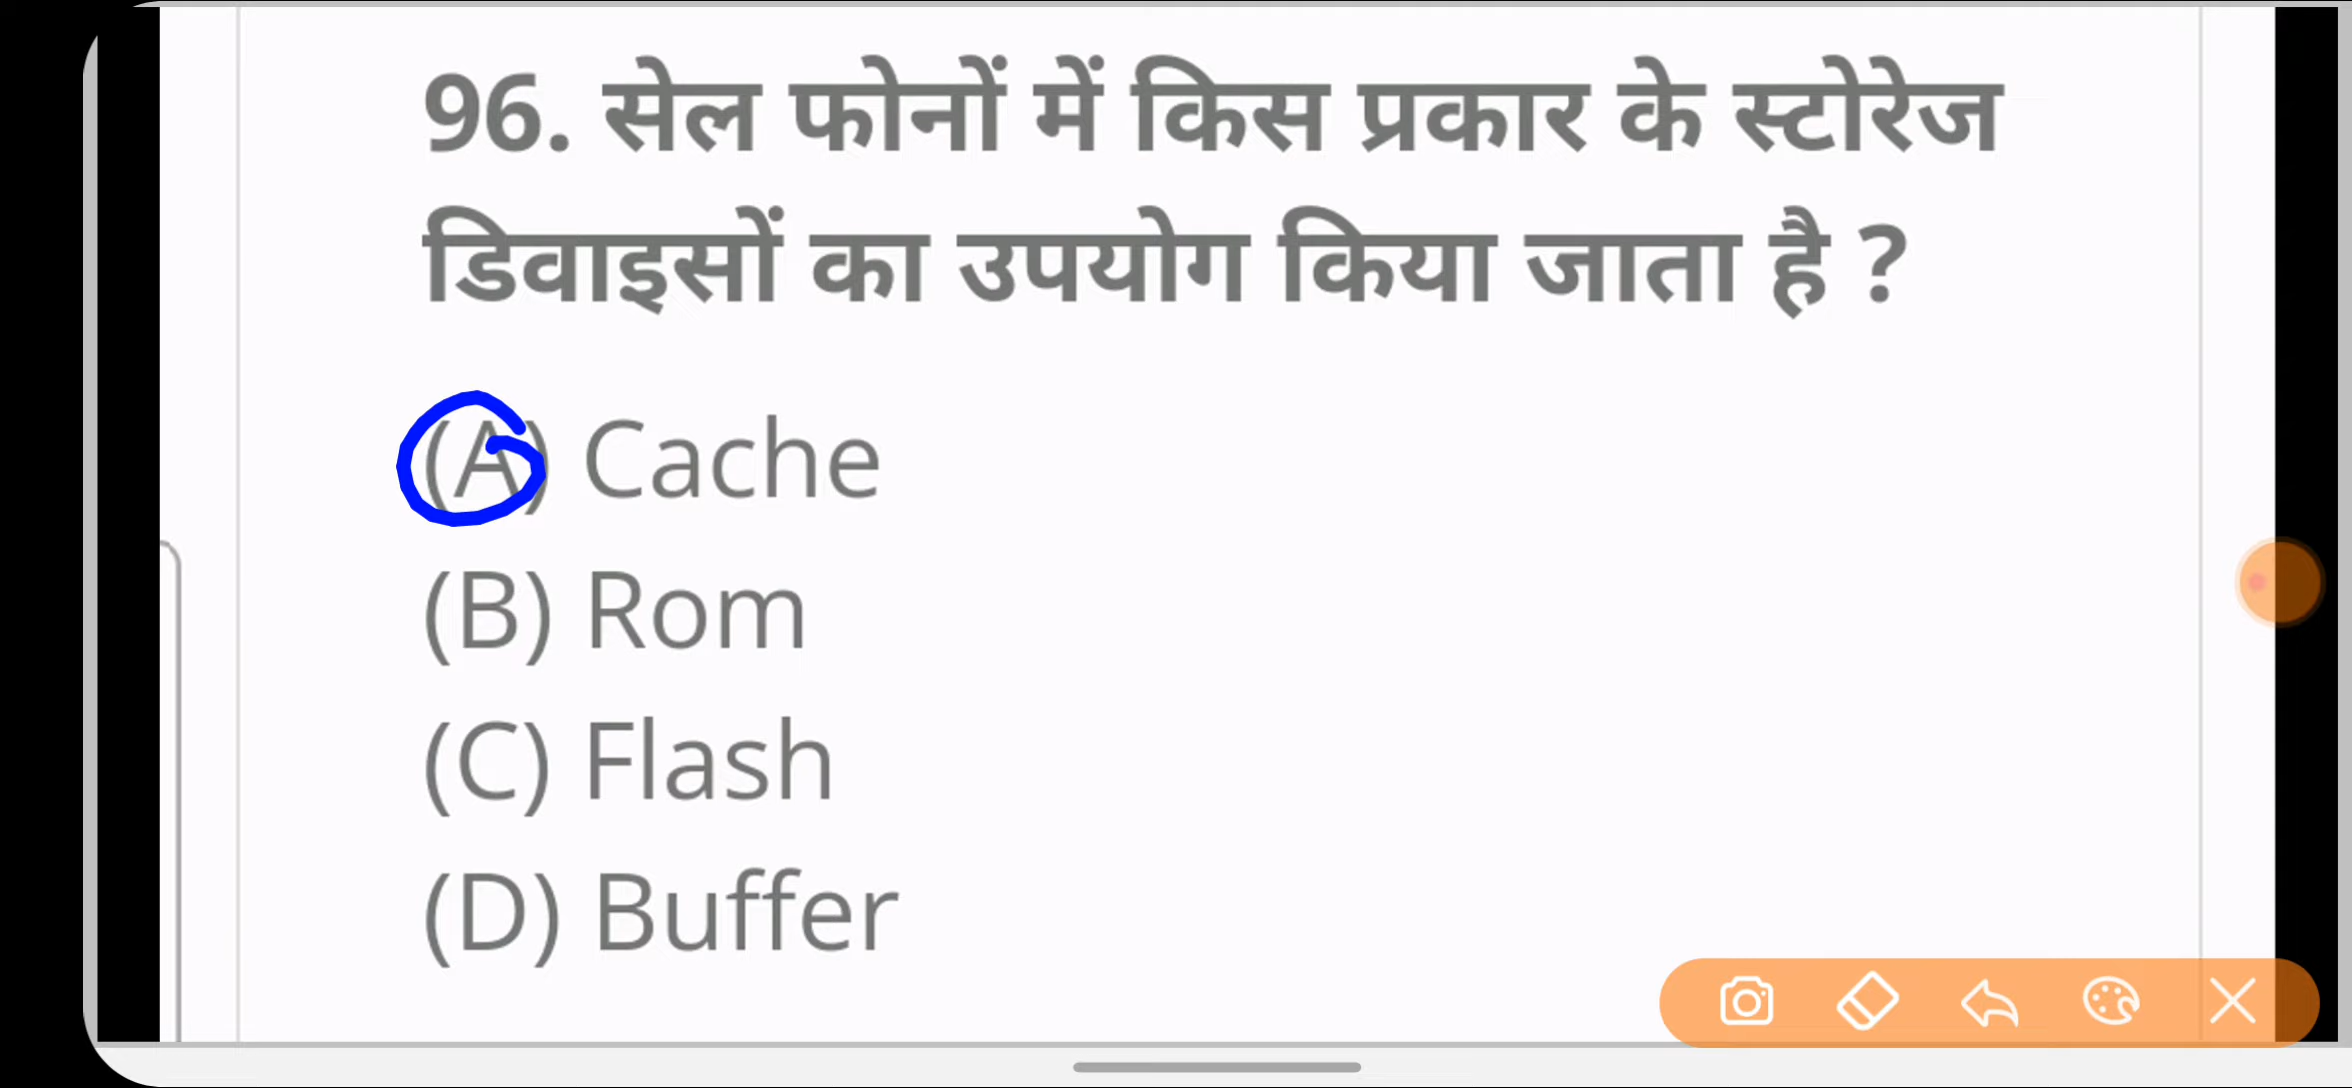 96. सेल फोनों में किस प्रकार के स्टोरेज
डिवाइसों का उपयोग किया जाता है ?
(A) Cache
(B) Rom
(C) Flash
(D) Buffer